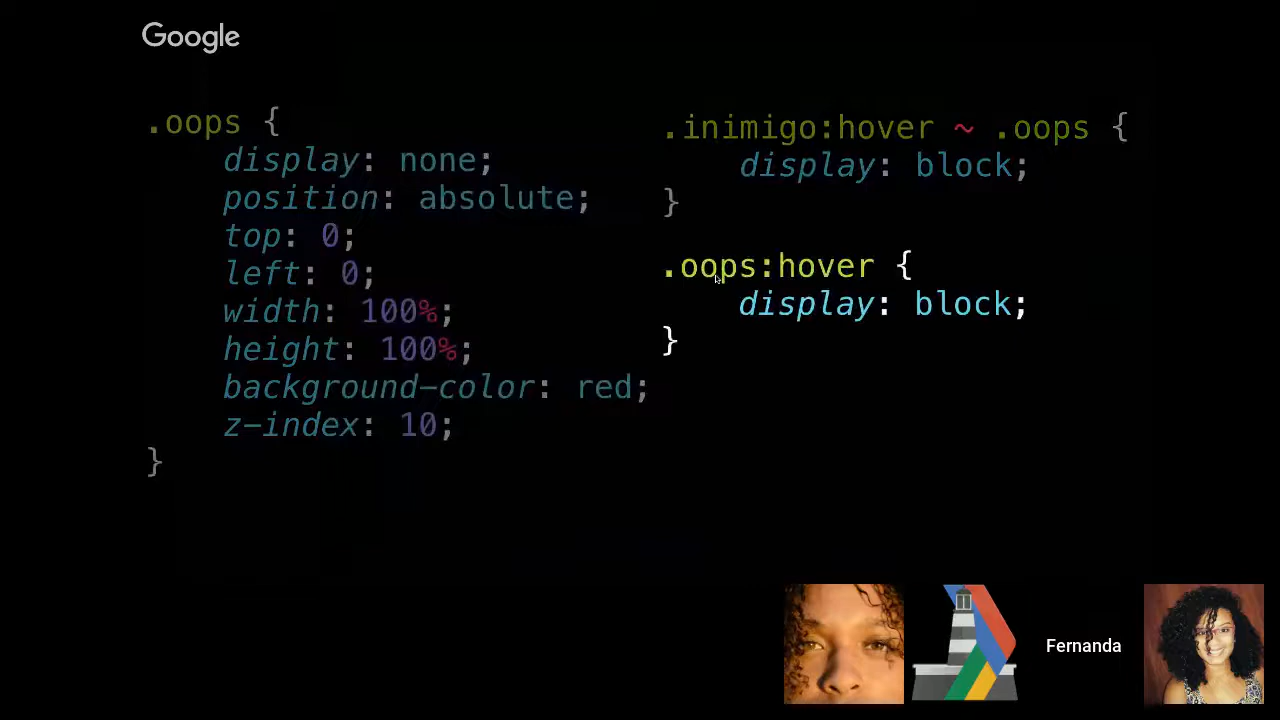 Google
.oops {
display: none;
position: absolute;
top: 0;
left: 0;
width: 100%;
height: 100%;
background-color: red;
z-index: 10;
}
.inimigo:hover ~ .oops {
display: block;
}
.oops:hover {
display: block;
}
Fernanda